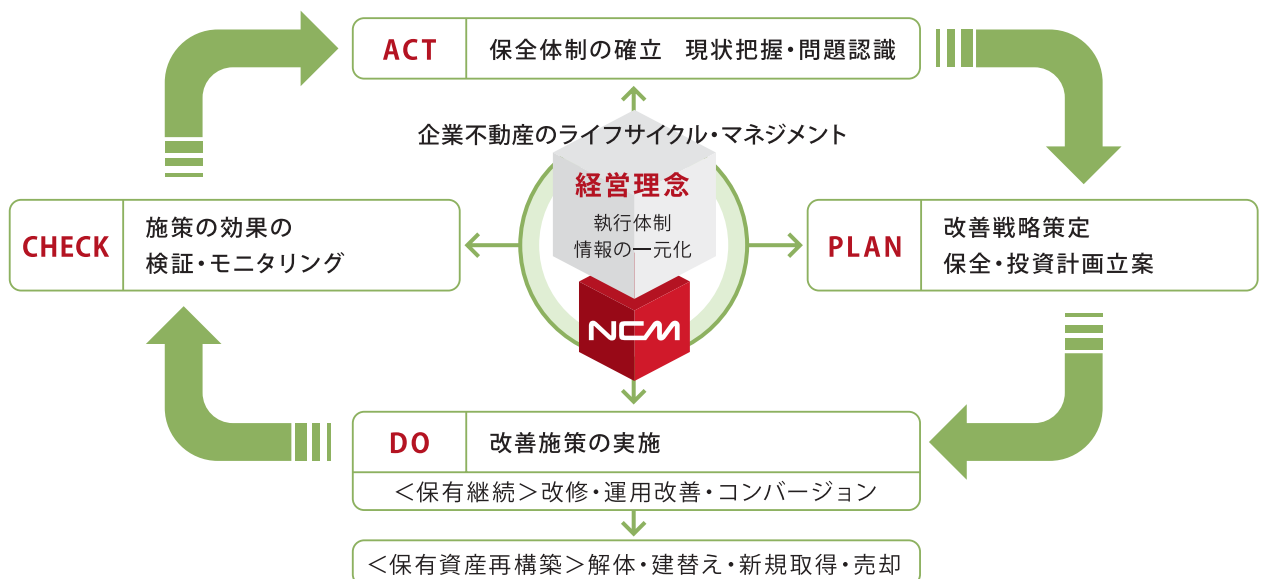 ACT 保全体制の確立 現状把握・問題認識
企業不動産のライフサイクル・マネジメント
経営理念
執行体制
情報の一元化
NCM
CHECK
施策の効果の
検証・モニタリング
PLAN
改善戦略策定
保全・投資計画立案
DO 改善施策の実施
＜保有継続＞改修・運用改善・コンバージョン
＜保有資産再構築＞解体・建替え・新規取得・売却